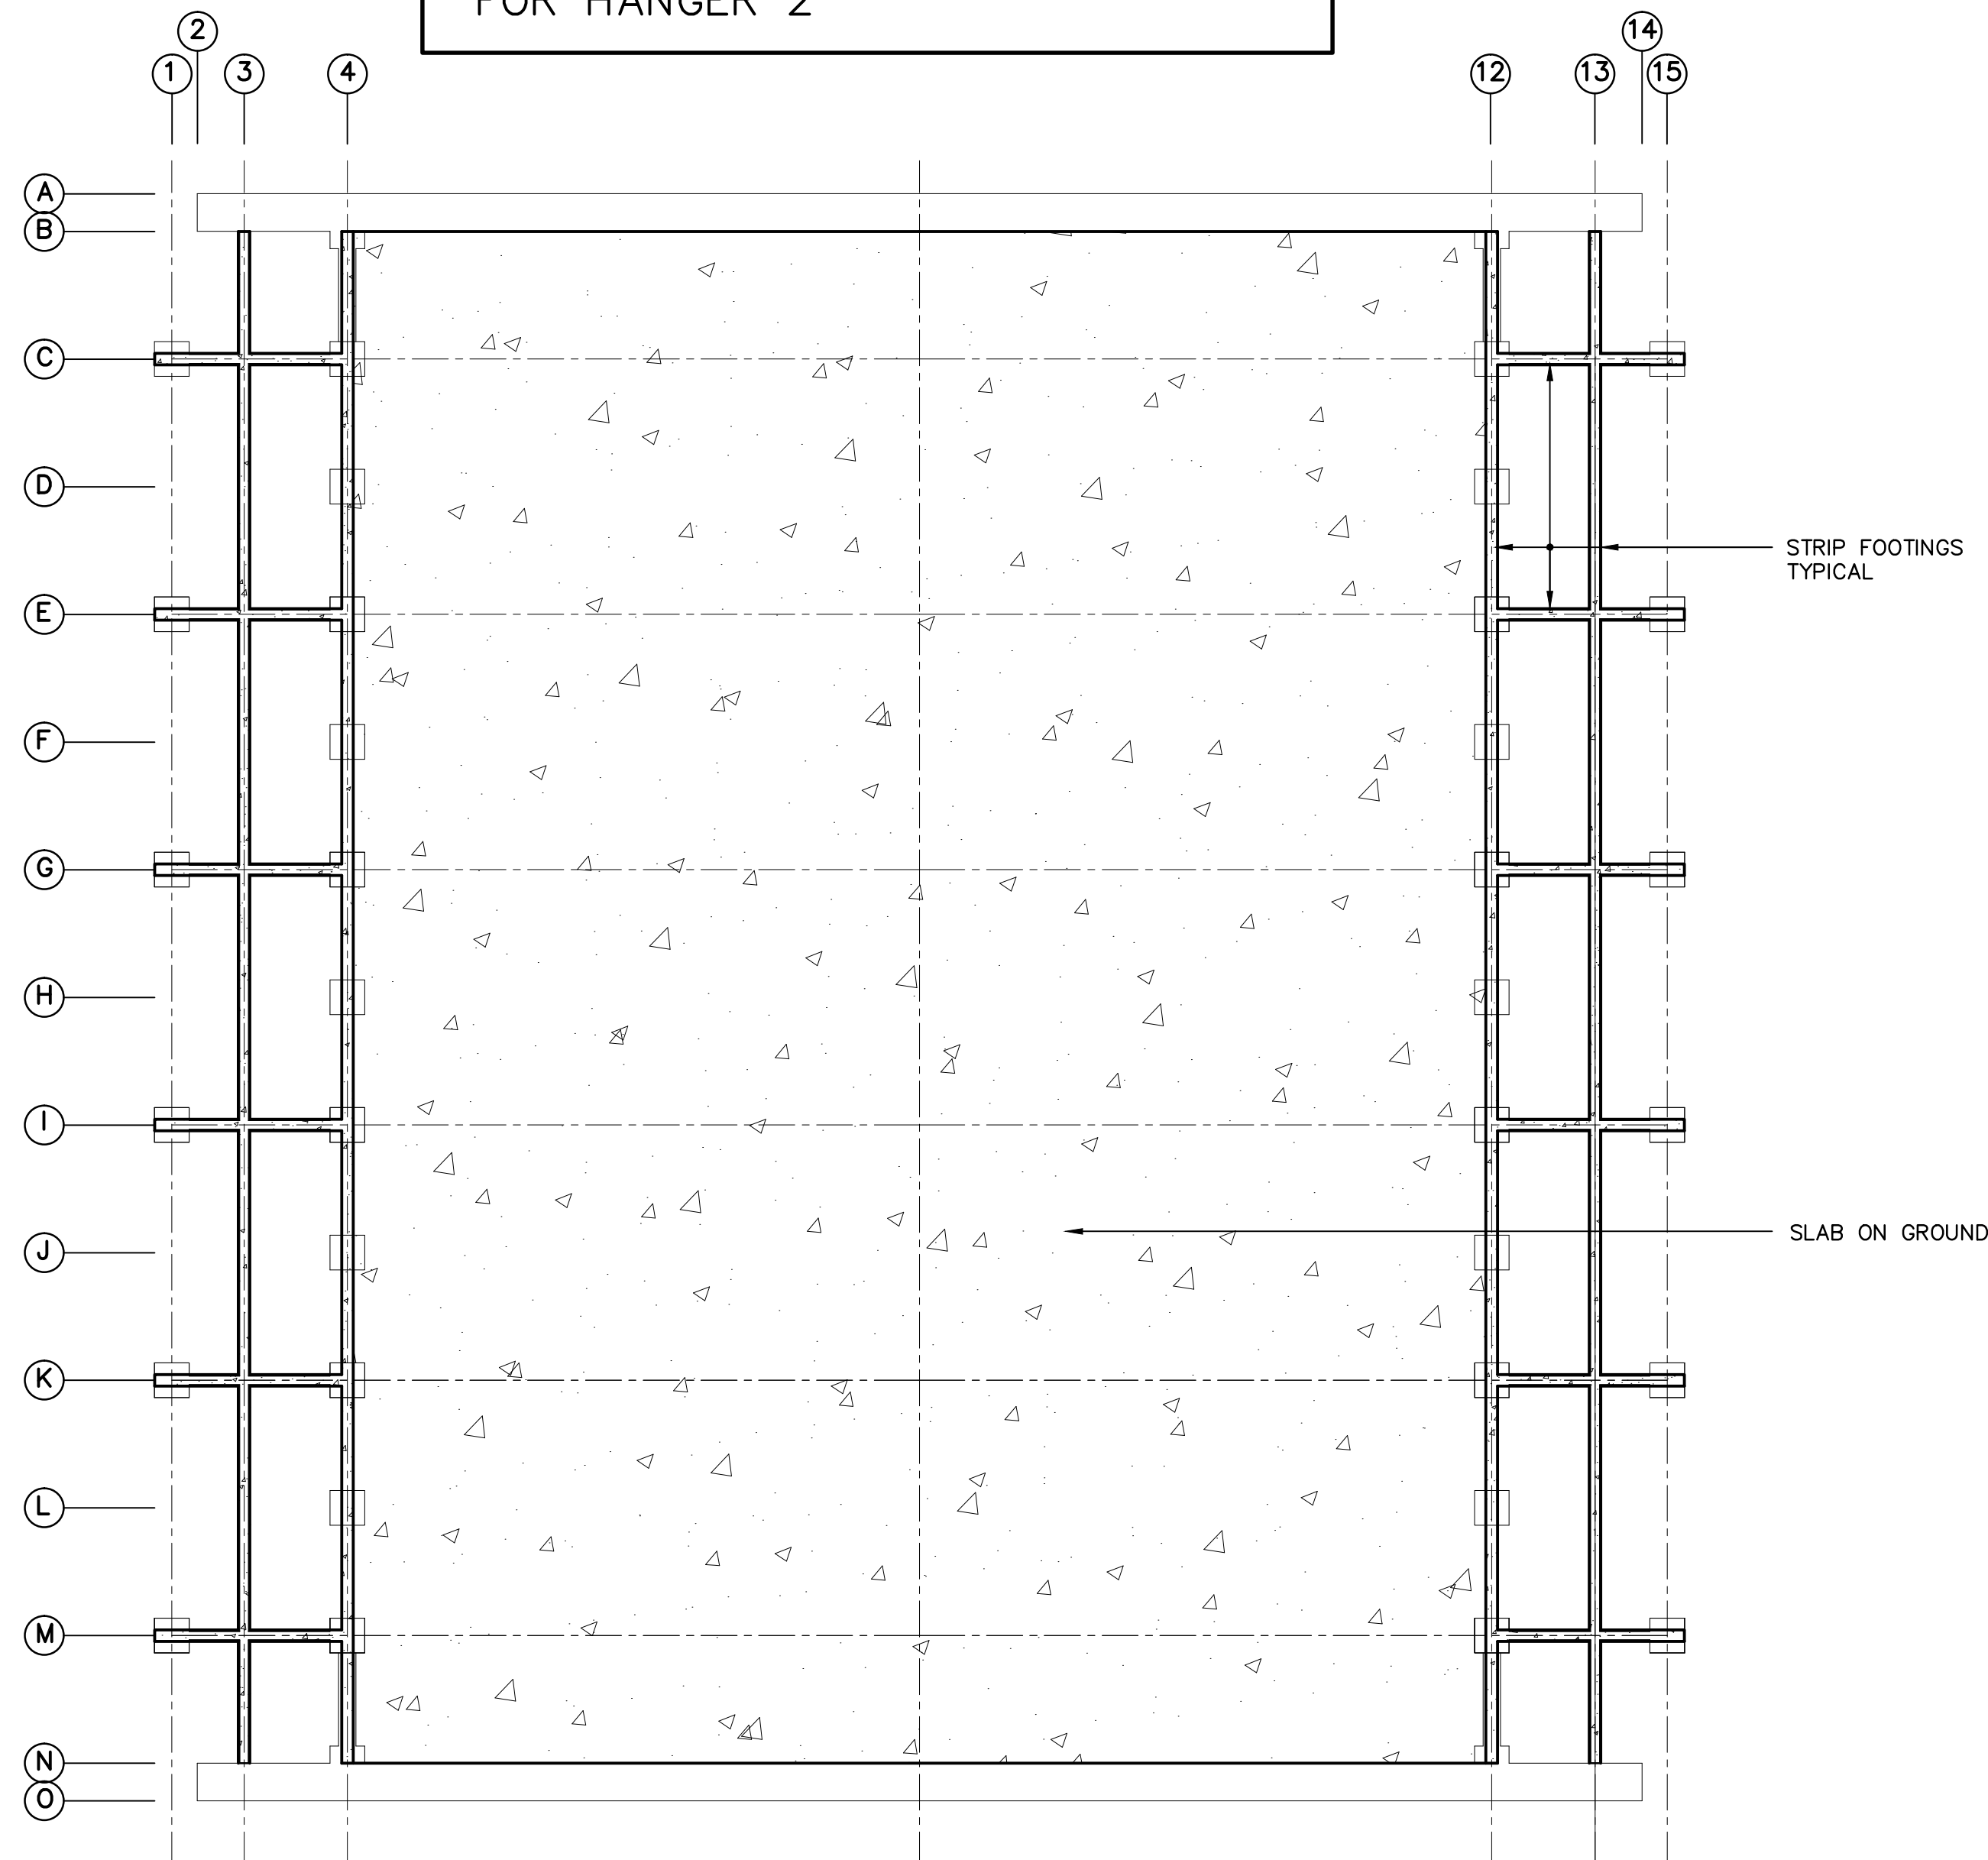 FOR HANGER 2
2
14
1
3
4
12
13
15
A
B
C
D
E
STRIP FOOTINGS
TYPICAL
F
G
H
I
J
SLAB ON GROUND
K
L
M
N
O